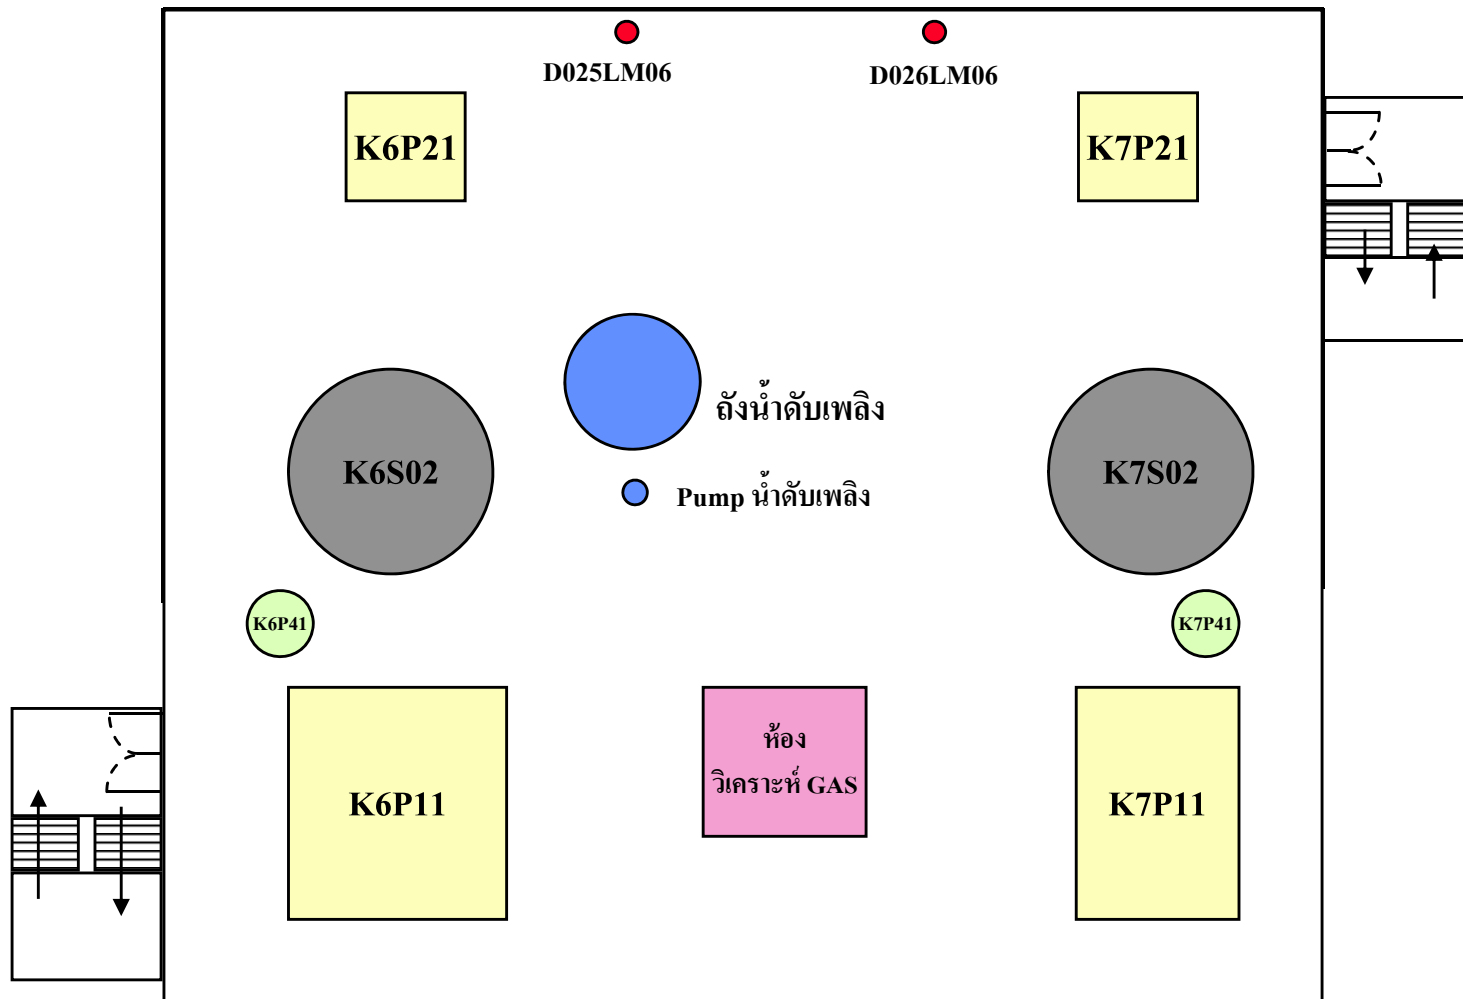 D025LM06
D026LM06
K6P21
K7P21
ถังน้ำดับเพลิง
K6S02
K7S02
Pump น้ำดับเพลิง
K6P41
K7P41
ห้อง
วิเคราะห์ GAS
K6P11
K7P11